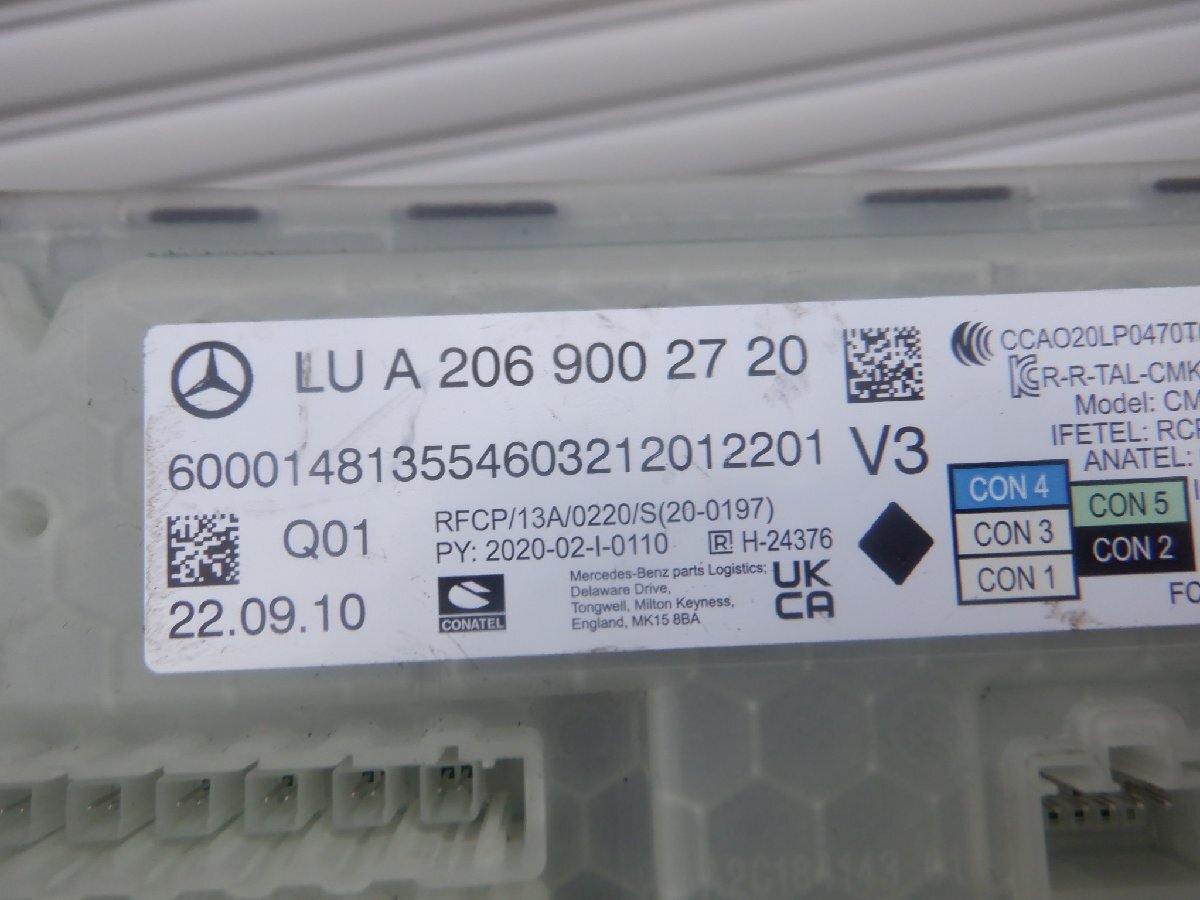 LU A 206 900 27 20
60001481355460321201 2201 V3
Q01
22.09.10
RFCP/13A/0220/S(20-0197)
PY: 2020-02-I-0110 R H-24376
CONATEL
Mercedes-Benz parts Logistics;
Delaware Drive,
Tongwell, Milton Keyness,
England, MK15 8BA
UK
CA
CCAO20LP0470T
R-R-TAL-CMK
Model: CM
IFETEL: RCP
ANATEL:
CON 4
CON 3
CON 1
CON 5
CON 2
FC